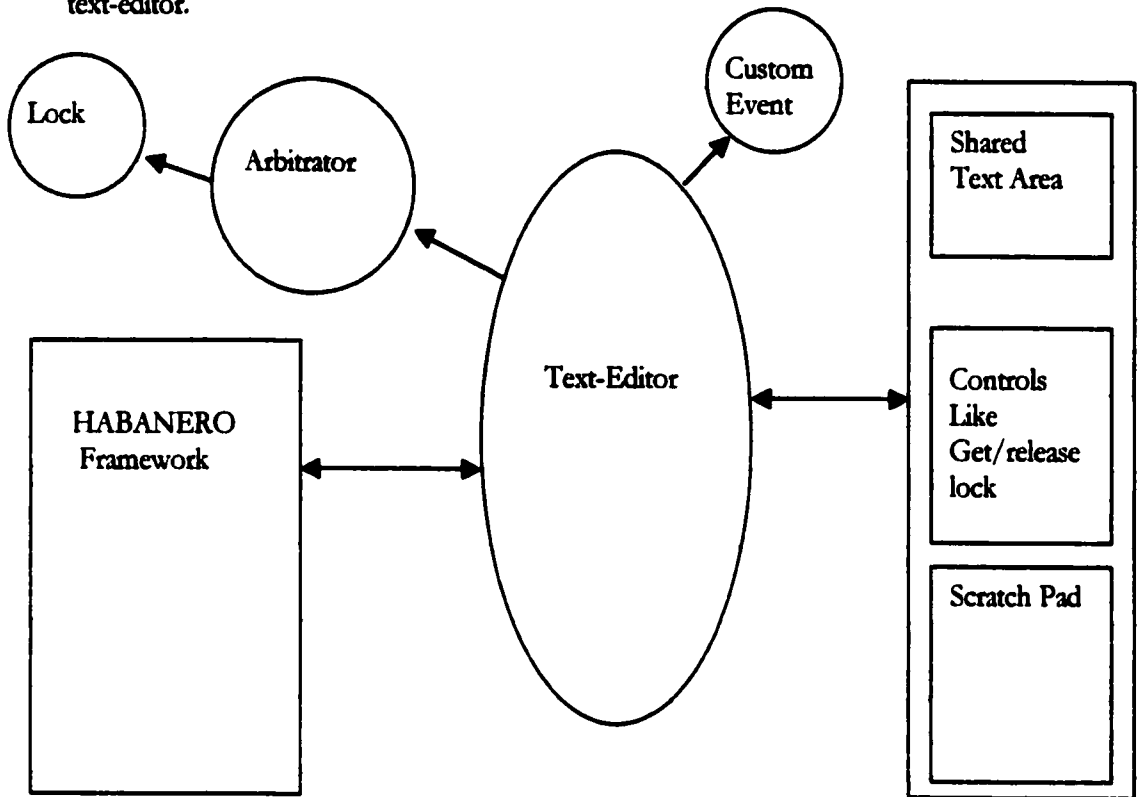 text-editor.
Lock
Arbitrator
Custom
Event
Shared
Text Area
Text-Editor
HABANERO
Framework
Controls
Like
Get/release
lock
Scratch Pad